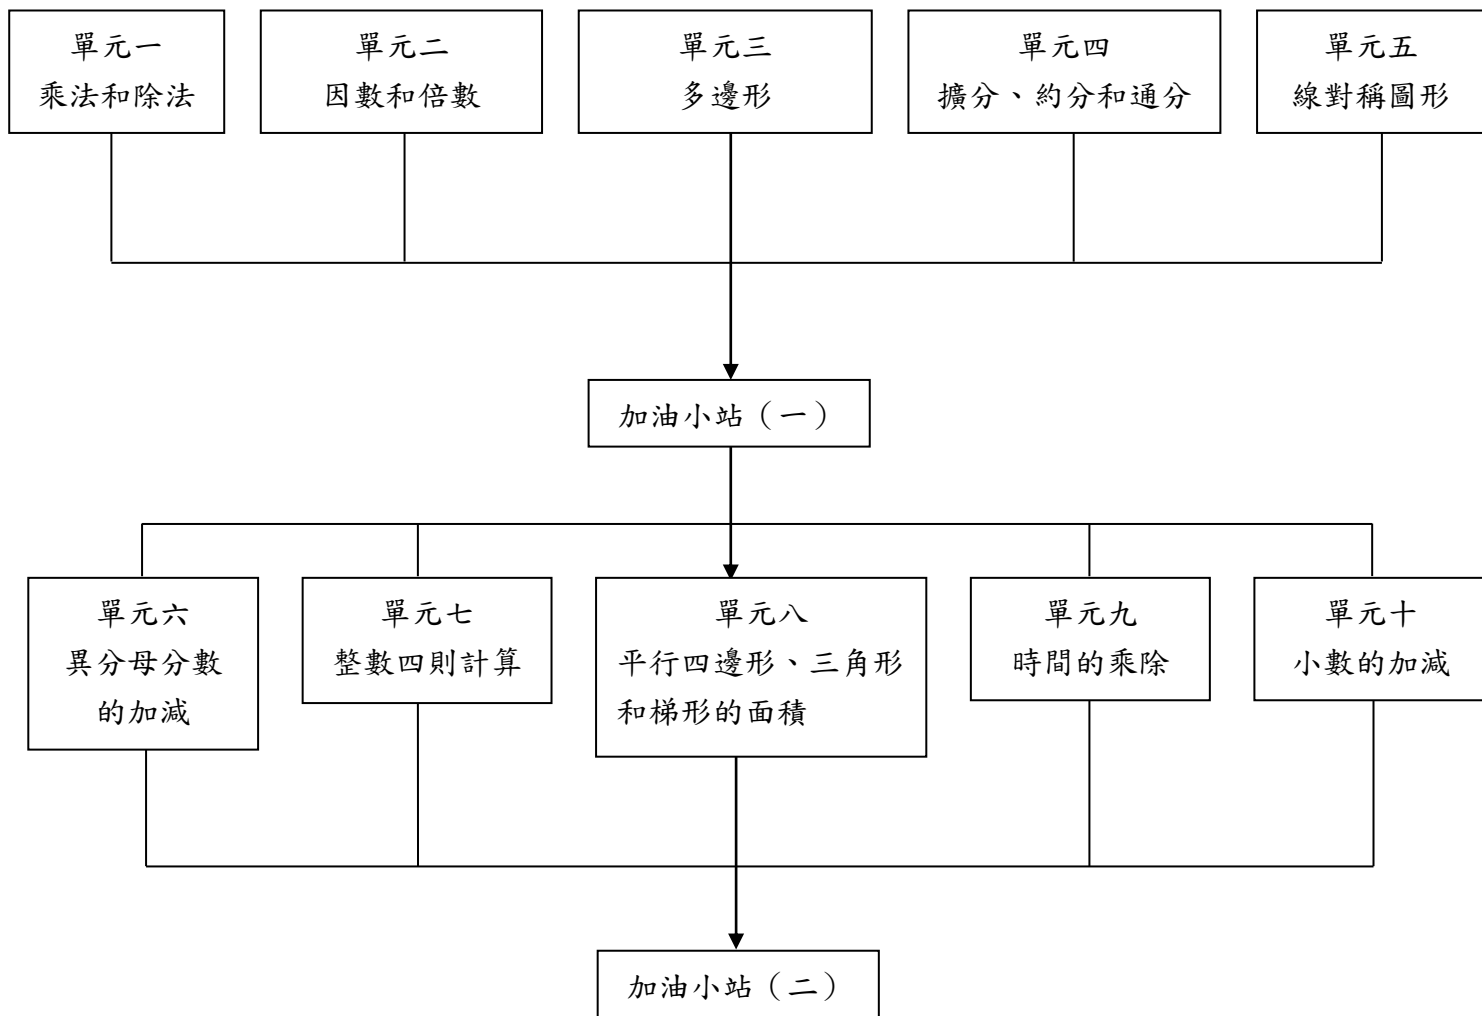 單元一
乘法和除法
單元二
因數和倍數
單元三
多邊形
單元四
擴分、約分和通分
單元五
線對稱圖形
加油小站（一）
單元六
異分母分數
的加減
單元七
整數四則計算
單元八
平行四邊形、三角形
和梯形的面積
單元九
時間的乘除
單元十
小數的加減
加油小站（二）